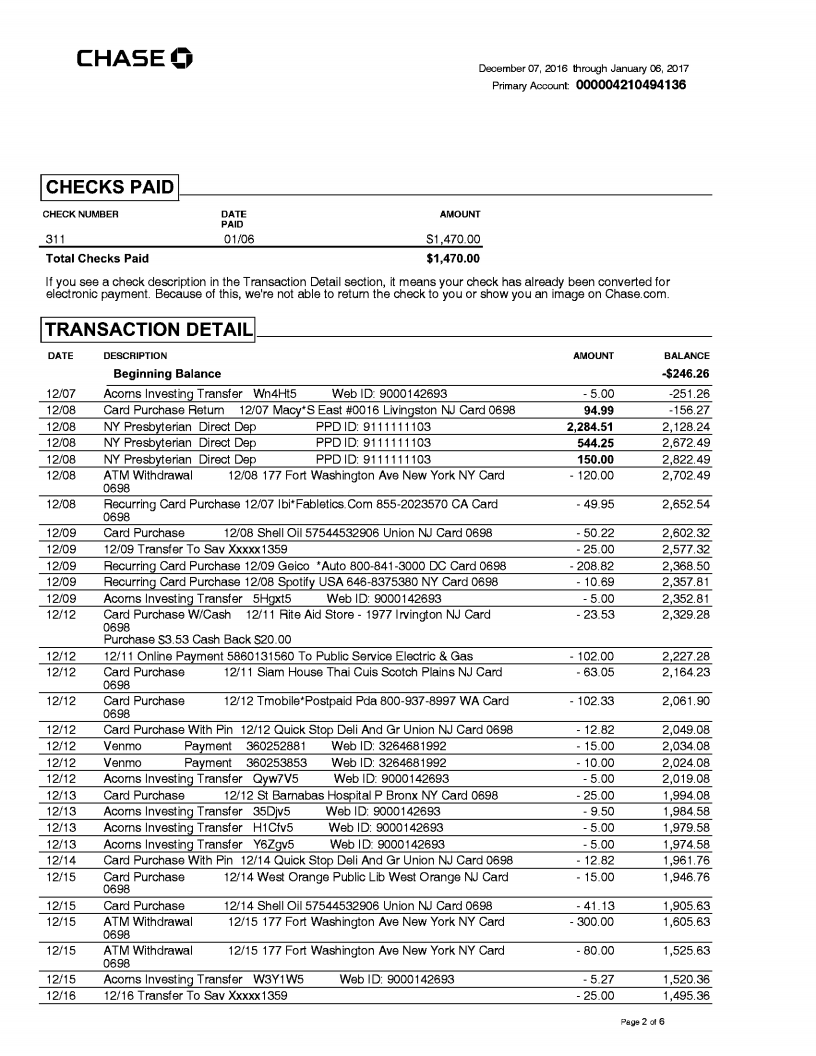 CHASE
December 07, 2016 through January 06, 2017
Primary Account: 000004210494136
CHECKS PAID
CHECK NUMBER DATE PAID AMOUNT
311 01/06 $1,470.00
Total Checks Paid $1,470.00
If you see a check description in the Transaction Detail section, it means your check has already been converted for
electronic payment. Because of this, we're not able to return the check to you or show you an image on Chase.com.
TRANSACTION DETAIL
DATE DESCRIPTION AMOUNT BALANCE
Beginning Balance -$246.26
12/07 Acorns Investing Transfer Wn4Ht5 Web ID: 9000142693 - 5.00 -251.26
12/08 Card Purchase Return 12/07 Macy*S East #0016 Livingston NJ Card 0698 94.99 -156.27
12/08 NY Presbyterian Direct Dep PPD ID: 9111111103 2,284.51 2,128.24
12/08 NY Presbyterian Direct Dep PPD ID: 9111111103 544.25 2,672.49
12/08 NY Presbyterian Direct Dep PPD ID: 9111111103 150.00 2,822.49
12/08 ATM Withdrawal 12/08 177 Fort Washington Ave New York NY Card - 120.00 2,702.49
0698
12/08 Recurring Card Purchase 12/07 Ibi*Fabletics.Com 855-2023570 CA Card - 49.95 2,652.54
0698
12/09 Card Purchase 12/08 Shell Oil 57544532906 Union NJ Card 0698 - 50.22 2,602.32
12/09 12/09 Transfer To Sav Xxxxx1359 - 25.00 2,577.32
12/09 Recurring Card Purchase 12/09 Geico *Auto 800-841-3000 DC Card 0698 - 208.82 2,368.50
12/09 Recurring Card Purchase 12/08 Spotify USA 646-8375380 NY Card 0698 - 10.69 2,357.81
12/09 Acorns Investing Transfer 5Hgxt5 Web ID: 9000142693 - 5.00 2,352.81
12/12 Card Purchase W/Cash 12/11 Rite Aid Store - 1977 Irvington NJ Card - 23.53 2,329.28
0698
Purchase $3.53 Cash Back $20.00
12/12 12/11 Online Payment 5860131560 To Public Service Electric & Gas - 102.00 2,227.28
12/12 Card Purchase 12/11 Siam House Thai Cuis Scotch Plains NJ Card - 63.05 2,164.23
0698
12/12 Card Purchase 12/12 Tmobile*Postpaid Pda 800-937-8997 WA Card - 102.33 2,061.90
0698
12/12 Card Purchase With Pin 12/12 Quick Stop Deli And Gr Union NJ Card 0698 - 12.82 2,049.08
12/12 Venmo Payment 360252881 Web ID: 3264681992 - 15.00 2,034.08
12/12 Venmo Payment 360253853 Web ID: 3264681992 - 10.00 2,024.08
12/12 Acorns Investing Transfer Qyw7V5 Web ID: 9000142693 - 5.00 2,019.08
12/13 Card Purchase 12/12 St Barnabas Hospital P Bronx NY Card 0698 - 25.00 1,994.08
12/13 Acorns Investing Transfer 35Djv5 Web ID: 9000142693 - 9.50 1,984.58
12/13 Acorns Investing Transfer H1Cfv5 Web ID: 9000142693 - 5.00 1,979.58
12/13 Acorns Investing Transfer Y6Zgv5 Web ID: 9000142693 - 5.00 1,974.58
12/14 Card Purchase With Pin 12/14 Quick Stop Deli And Gr Union NJ Card 0698 - 12.82 1,961.76
12/15 Card Purchase 12/14 West Orange Public Lib West Orange NJ Card - 15.00 1,946.76
0698
12/15 Card Purchase 12/14 Shell Oil 57544532906 Union NJ Card 0698 - 41.13 1,905.63
12/15 ATM Withdrawal 12/15 177 Fort Washington Ave New York NY Card - 300.00 1,605.63
0698
12/15 ATM Withdrawal 12/15 177 Fort Washington Ave New York NY Card - 80.00 1,525.63
0698
12/15 Acorns Investing Transfer W3Y1W5 Web ID: 9000142693 - 5.27 1,520.36
12/16 12/16 Transfer To Sav Xxxxx1359 - 25.00 1,495.36
Page 2 of 6